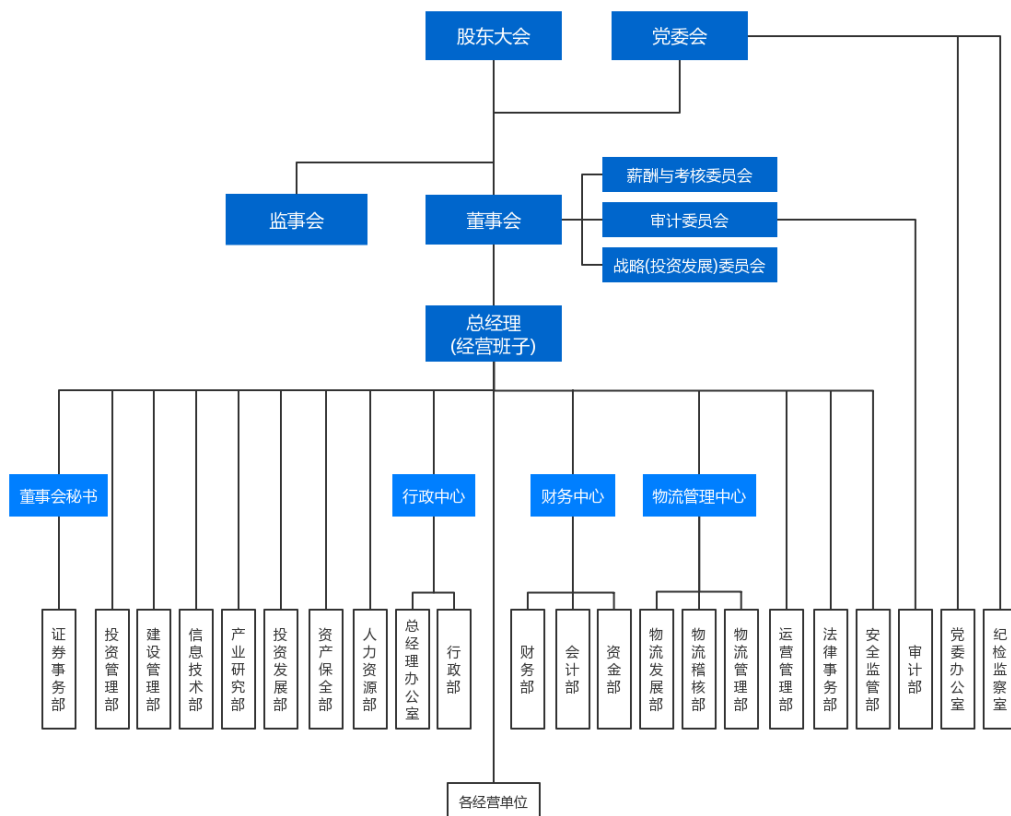 股东大会
党委会
薪酬与考核委员会
监事会
董事会
审计委员会
战略(投资发展)委员会
总经理
(经营班子)
董事会秘书
行政中心
财务中心
物流管理中心
证券事务部
投资管理部
建设管理部
信息技术部
产业研究部
投资发展部
资产保全部
人力资源部
总经理办公室
行政部
财务部
会计部
资金部
物流发展部
物流稽核部
物流管理部
运营管理部
法律事务部
安全监管部
审计部
党委办公室
纪检监察室
各经营单位